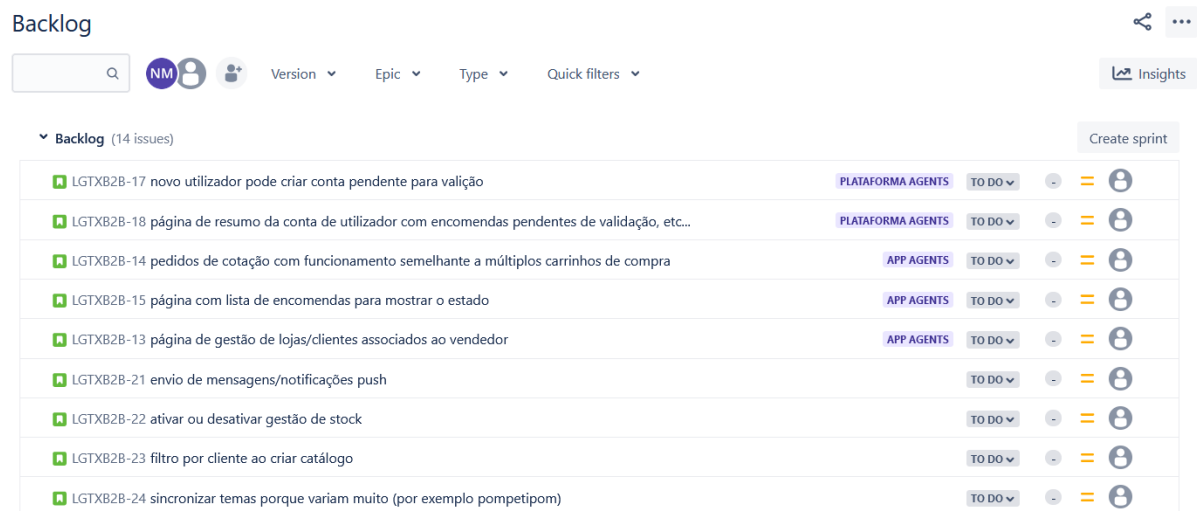 Backlog
NM Version Epic Type Quick filters Insights
Backlog (14 issues) Create sprint
LGTXB2B-17 novo utilizador pode criar conta pendente para valição PLATAFORMA AGENTS TO DO -
LGTXB2B-18 página de resumo da conta de utilizador com encomendas pendentes de validação, etc... PLATAFORMA AGENTS TO DO -
LGTXB2B-14 pedidos de cotação com funcionamento semelhante a múltiplos carrinhos de compra APP AGENTS TO DO -
LGTXB2B-15 página com lista de encomendas para mostrar o estado APP AGENTS TO DO -
LGTXB2B-13 página de gestão de lojas/clientes associados ao vendedor APP AGENTS TO DO -
LGTXB2B-21 envio de mensagens/notificações push TO DO -
LGTXB2B-22 ativar ou desativar gestão de stock TO DO -
LGTXB2B-23 filtro por cliente ao criar catálogo TO DO -
LGTXB2B-24 sincronizar temas porque variam muito (por exemplo pompetipom) TO DO -